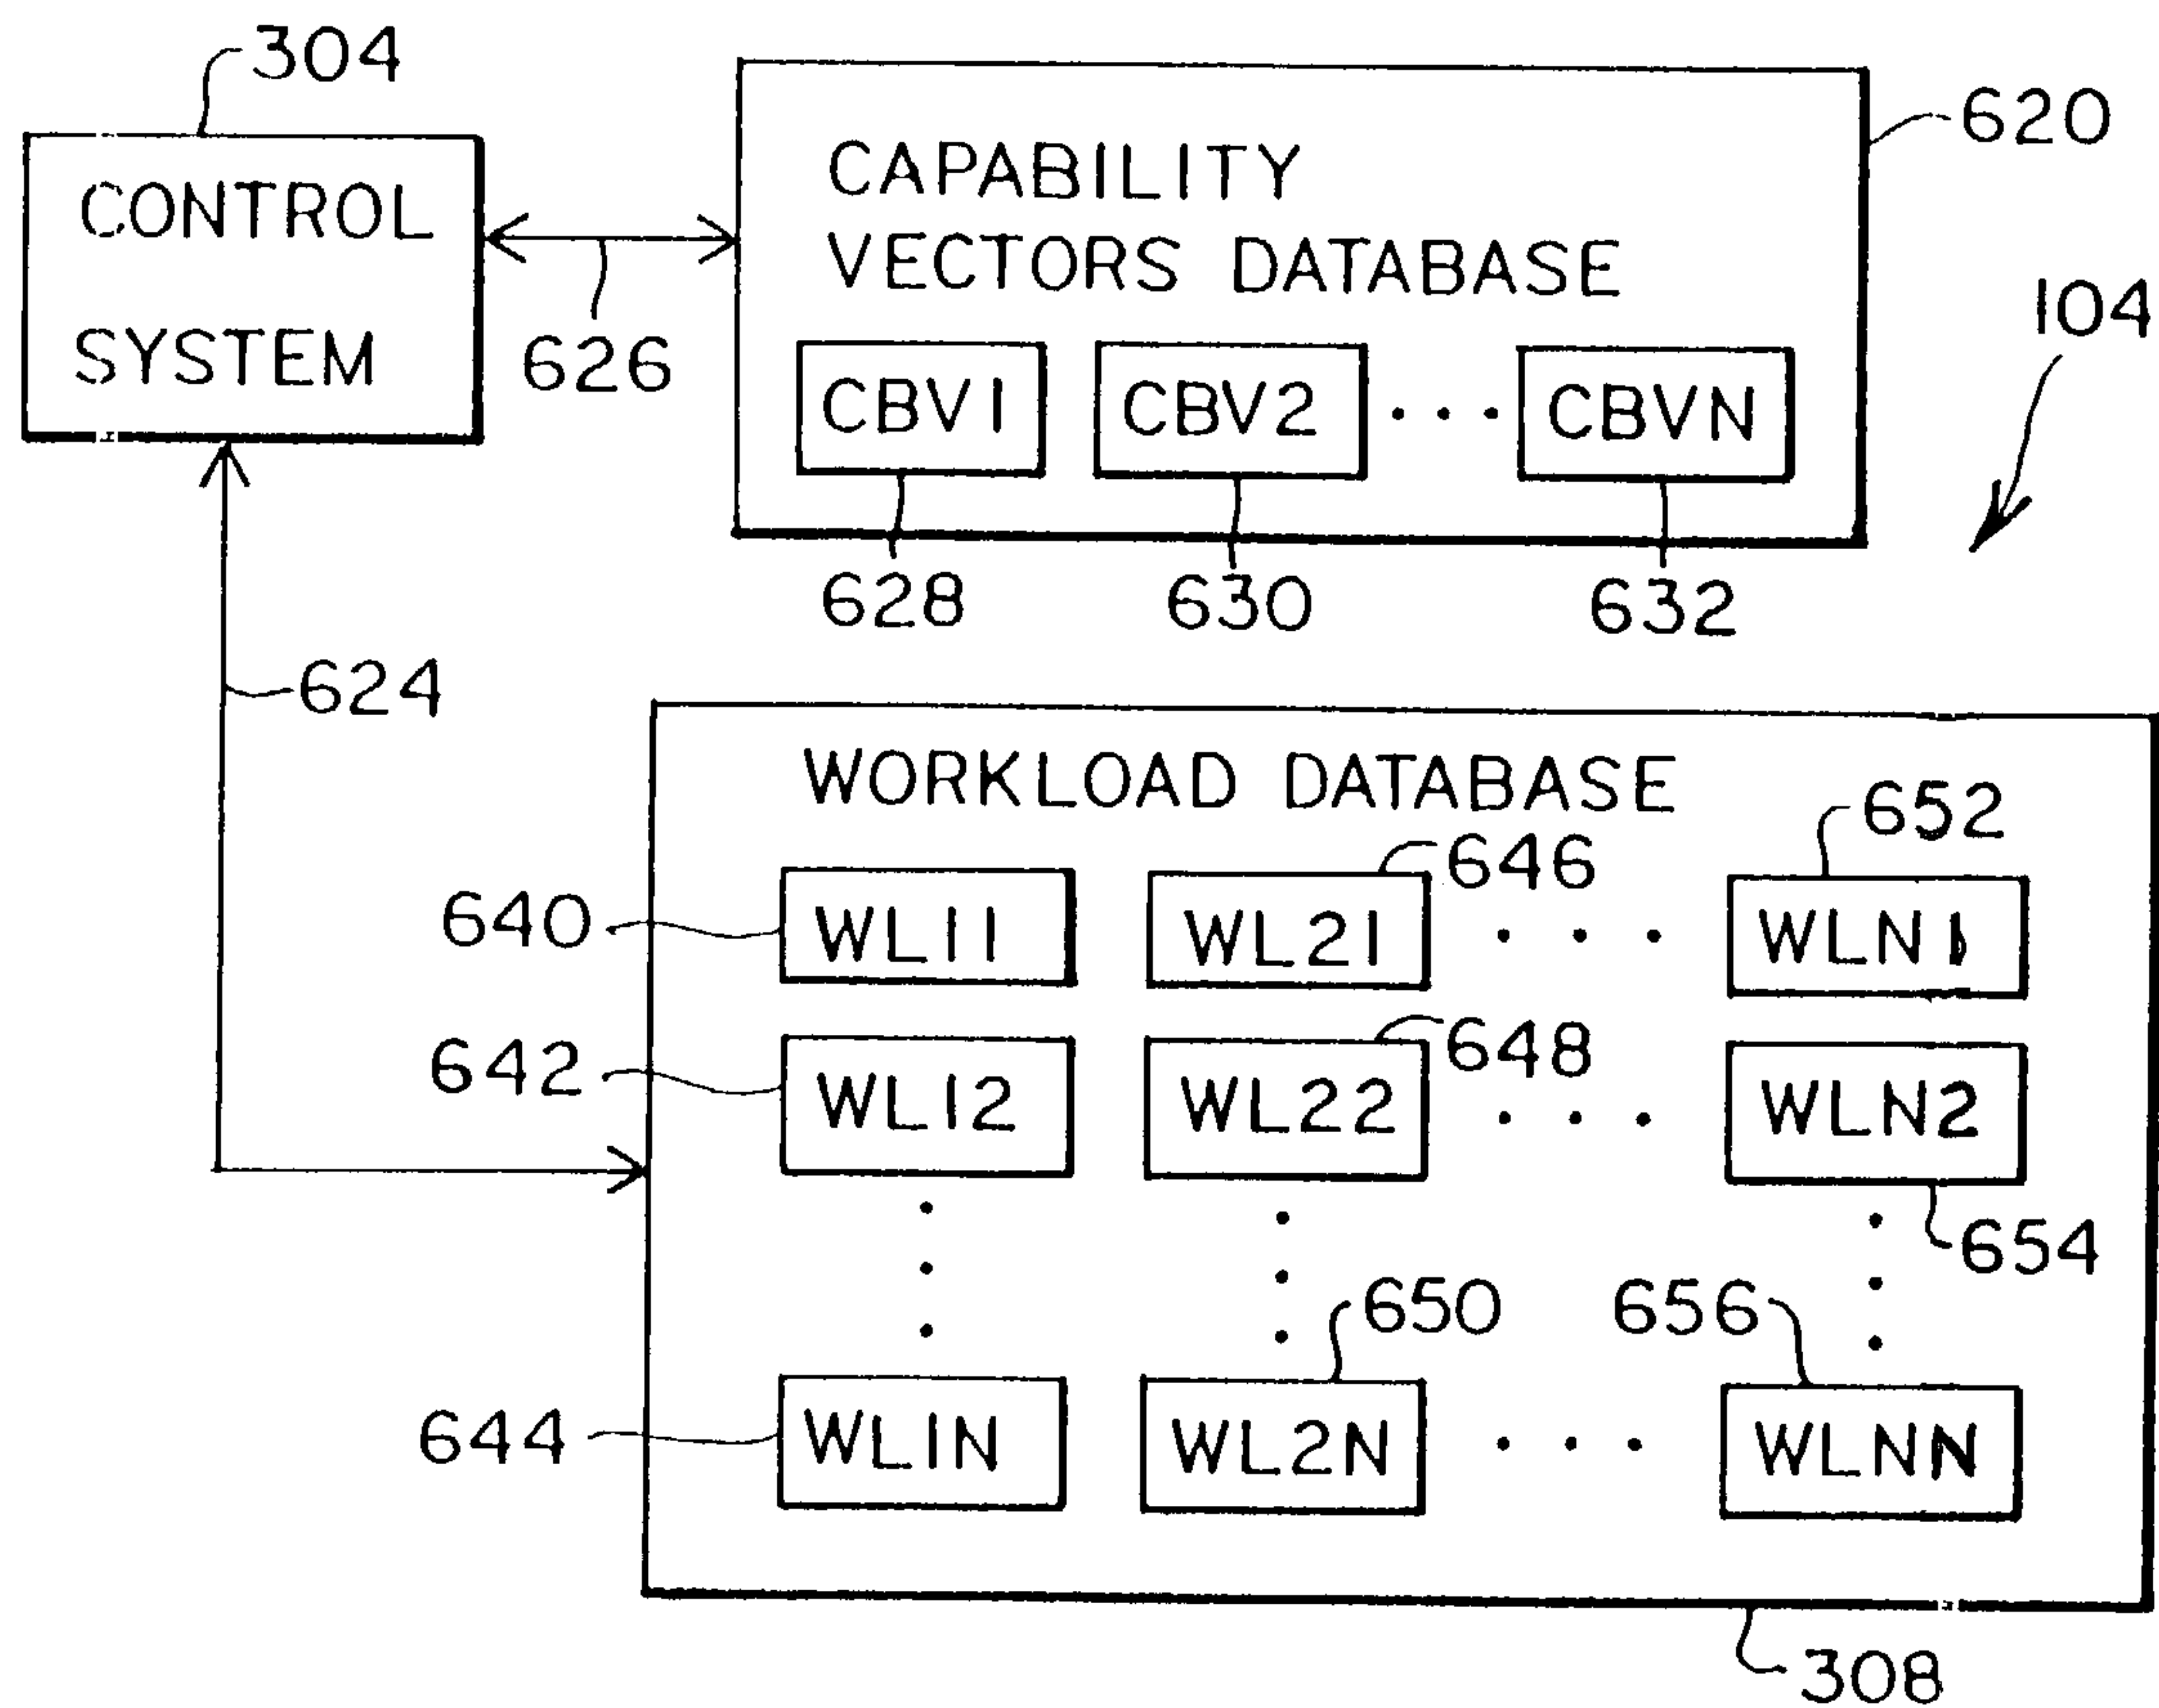 304
CONTROL
SYSTEM
626
CAPABILITY
VECTORS DATABASE
620
104
CBV1 CBV2 ... CBVN
628 630 632
624
WORKLOAD DATABASE
652
646
640 WL11 WL21 . . . WLN1
648
642 WL12 WL22 . . . WLN2
654
650 656
644 WL1N WL2N . . . WLNN
308